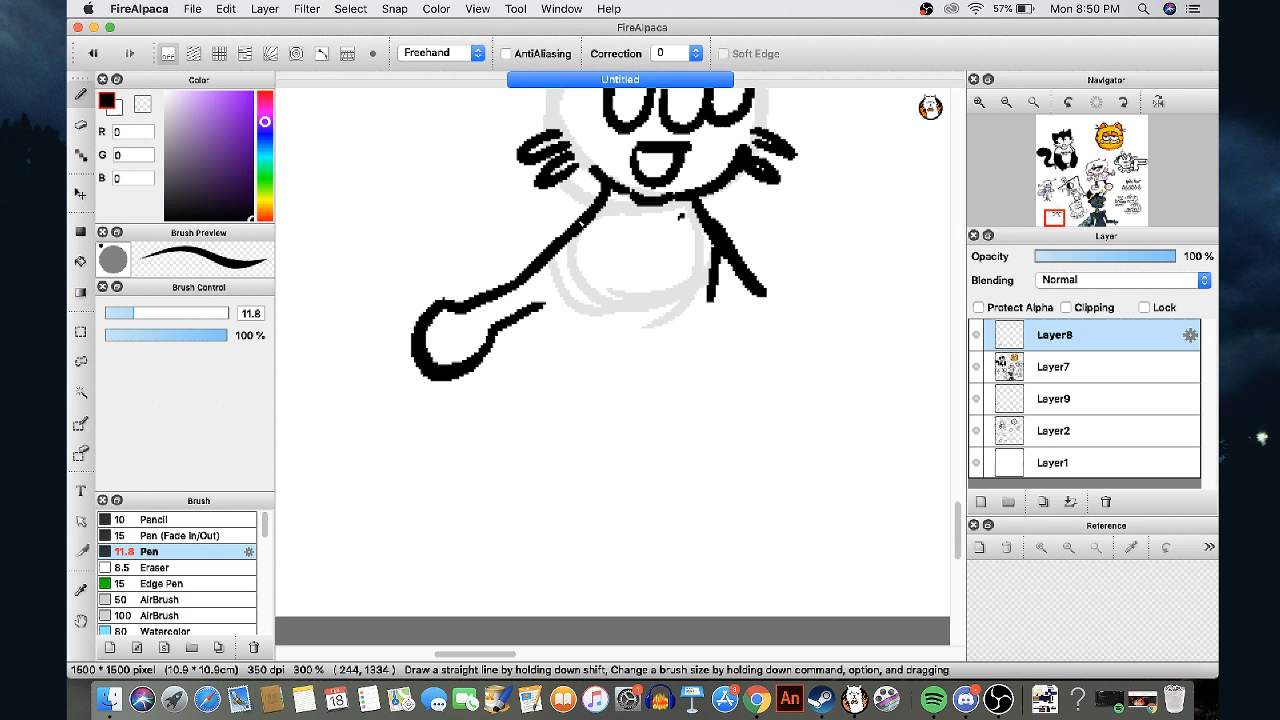 FireAlpaca File Edit Layer Filter Select Snap Color View Tool Window Help 57% Mon 8:50 PM
FireAlpaca
OFF Freehand AntiAliasing Correction 0 Soft Edge
Untitled
Color
R 0
G 0
B 0
Brush Preview
Brush Control
11.8
100 %
Brush
10 Pencil
15 Pen (Fade In/Out)
11.8 Pen
8.5 Eraser
15 Edge Pen
50 AirBrush
100 AirBrush
80 Watercolor
T
Navigator
Layer
Opacity 100 %
Blending Normal
Protect Alpha Clipping Lock
Layer8
Layer7
Layer9
Layer2
Layer1
Reference
1500 * 1500 pixel (10.9 * 10.9cm) 350 dpi 300 % ( 244, 1334 ) Draw a straight line by holding down shift, Change a brush size by holding down command, option, and dragging
An